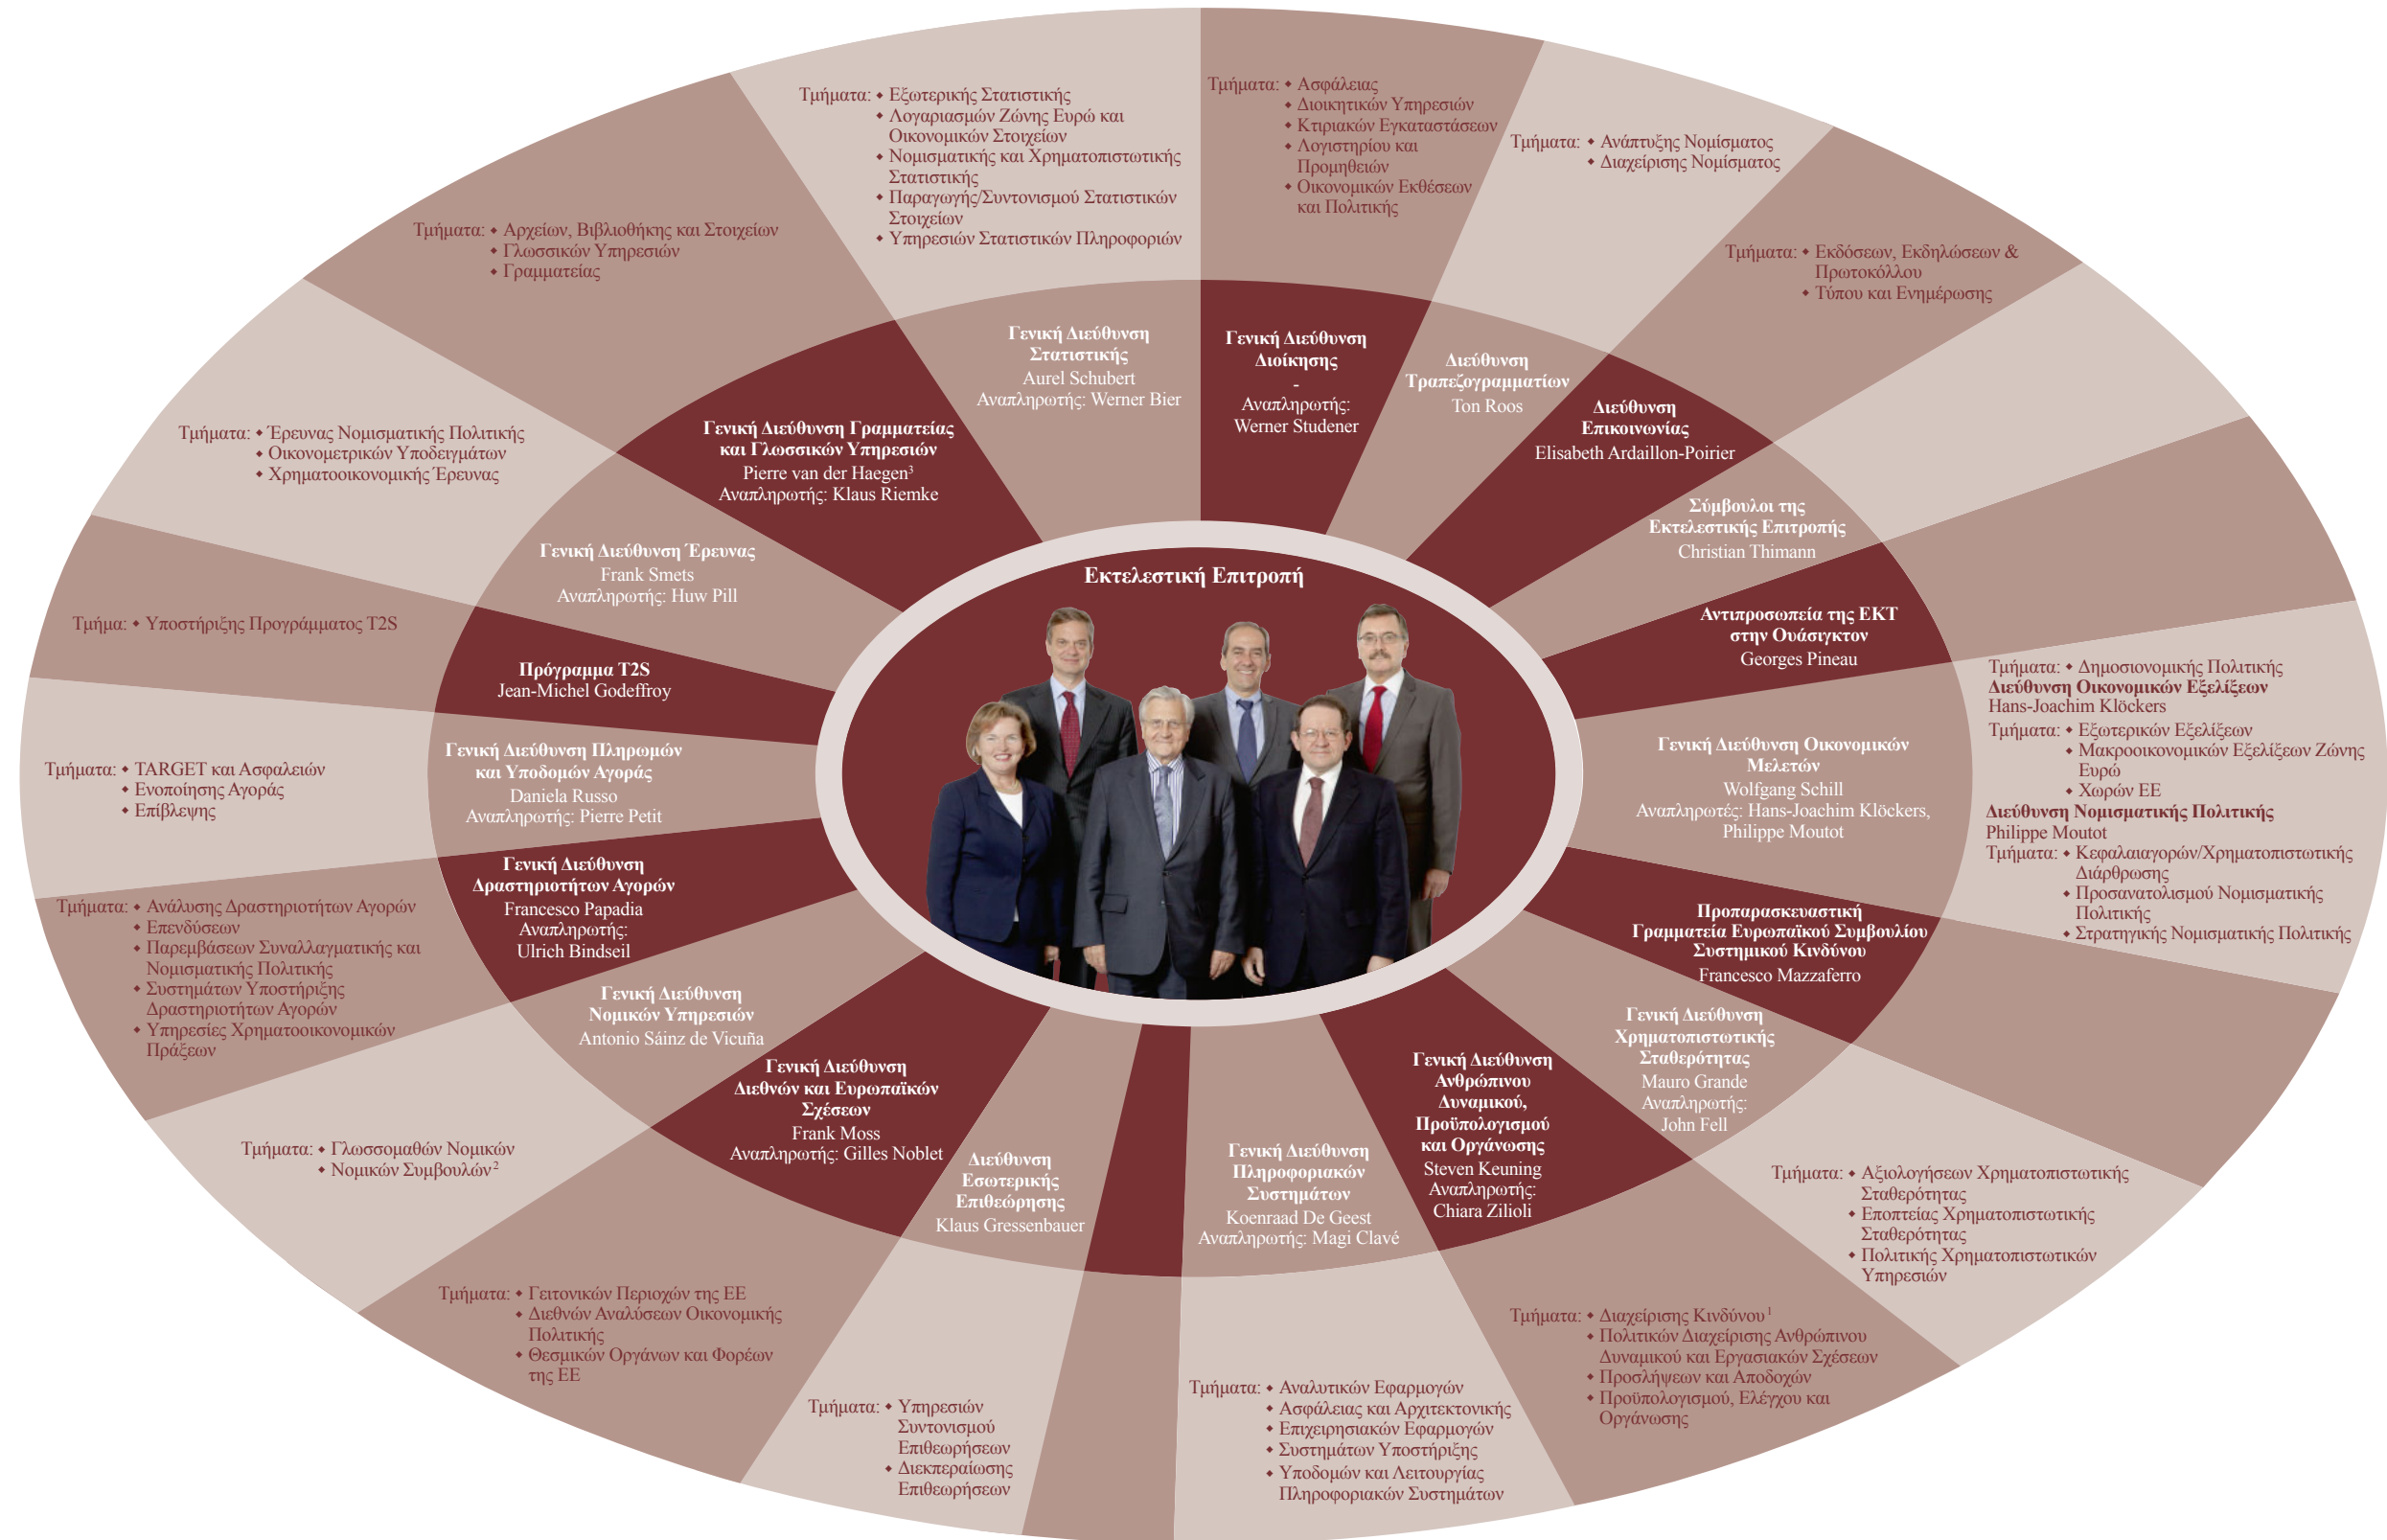 Τμήματα: ◆ Ασφάλειας
◆ Διοικητικών Υπηρεσιών
◆ Κτιριακών Εγκαταστάσεων
◆ Λογιστηρίου και
Προμηθειών
◆ Οικονομικών Εκθέσεων
και Πολιτικής
Γενική Διεύθυνση
Διοίκησης
-
Αναπληρωτής:
Werner Studener
Τμήματα: ◆ Ανάπτυξης Νομίσματος
◆ Διαχείρισης Νομίσματος
Διεύθυνση
Τραπεζογραμματίων
Ton Roos
Τμήματα: ◆ Εκδόσεων, Εκδηλώσεων &
Πρωτοκόλλου
◆ Τύπου και Ενημέρωσης
Διεύθυνση
Επικοινωνίας
Elisabeth Ardaillon-Poirier
Σύμβουλοι της
Εκτελεστικής Επιτροπής
Christian Thimann
Αντιπροσωπεία της ΕΚΤ
στην Ουάσιγκτον
Georges Pineau
Γενική Διεύθυνση Οικονομικών
Μελετών
Wolfgang Schill
Αναπληρωτές: Hans-Joachim Klöckers,
Philippe Moutot
Τμήματα: ◆ Δημοσιονομικής Πολιτικής
Διεύθυνση Οικονομικών Εξελίξεων
Hans-Joachim Klöckers
Τμήματα: ◆ Εξωτερικών Εξελίξεων
◆ Μακροοικονομικών Εξελίξεων Ζώνης
Ευρώ
◆ Χωρών ΕΕ
Διεύθυνση Νομισματικής Πολιτικής
Philippe Moutot
Τμήματα: ◆ Κεφαλαιαγορών/Χρηματοπιστωτικής
Διάρθρωσης
◆ Προσανατολισμού Νομισματικής
Πολιτικής
◆ Στρατηγικής Νομισματικής Πολιτικής
Προπαρασκευαστική
Γραμματεία Ευρωπαϊκού Συμβουλίου
Συστημικού Κινδύνου
Francesco Mazzaferro
Γενική Διεύθυνση
Χρηματοπιστωτικής
Σταθερότητας
Mauro Grande
Αναπληρωτής:
John Fell
Τμήματα: ◆ Αξιολογήσεων Χρηματοπιστωτικής
Σταθερότητας
◆ Εποπτείας Χρηματοπιστωτικής
Σταθερότητας
◆ Πολιτικής Χρηματοπιστωτικών
Υπηρεσιών
Γενική Διεύθυνση
Ανθρώπινου
Δυναμικού,
Προϋπολογισμού
και Οργάνωσης
Steven Keuning
Αναπληρωτής:
Chiara Zilioli
Τμήματα: ◆ Διαχείρισης Κινδύνου¹
◆ Πολιτικών Διαχείρισης Ανθρώπινου
Δυναμικού και Εργασιακών Σχέσεων
◆ Προσλήψεων και Αποδοχών
◆ Προϋπολογισμού, Ελέγχου και
Οργάνωσης
Γενική Διεύθυνση
Πληροφοριακών
Συστημάτων
Koenraad De Geest
Αναπληρωτής: Magi Clavé
Τμήματα: ◆ Αναλυτικών Εφαρμογών
◆ Ασφάλειας και Αρχιτεκτονικής
◆ Επιχειρησιακών Εφαρμογών
◆ Συστημάτων Υποστήριξης
◆ Υποδομών και Λειτουργίας
Πληροφοριακών Συστημάτων
Διεύθυνση
Εσωτερικής
Επιθεώρησης
Klaus Gressenbauer
Τμήματα: ◆ Υπηρεσιών
Συντονισμού
Επιθεωρήσεων
◆ Διεκπεραίωσης
Επιθεωρήσεων
Γενική Διεύθυνση
Διεθνών και Ευρωπαϊκών
Σχέσεων
Frank Moss
Αναπληρωτής: Gilles Noblet
Τμήματα: ◆ Γειτονικών Περιοχών της ΕΕ
◆ Διεθνών Αναλύσεων Οικονομικής
Πολιτικής
◆ Θεσμικών Οργάνων και Φορέων
της ΕΕ
Γενική Διεύθυνση
Νομικών Υπηρεσιών
Antonio Sáinz de Vicuña
Τμήματα: ◆ Γλωσσομαθών Νομικών
◆ Νομικών Συμβουλών²
Γενική Διεύθυνση
Δραστηριοτήτων Αγορών
Francesco Papadia
Αναπληρωτής:
Ulrich Bindseil
Τμήματα: ◆ Ανάλυσης Δραστηριοτήτων Αγορών
◆ Επενδύσεων
◆ Παρεμβάσεων Συναλλαγματικής και
Νομισματικής Πολιτικής
◆ Συστημάτων Υποστήριξης
Δραστηριοτήτων Αγορών
◆ Υπηρεσίες Χρηματοοικονομικών
Πράξεων
Γενική Διεύθυνση Πληρωμών
και Υποδομών Αγοράς
Daniela Russo
Αναπληρωτής: Pierre Petit
Τμήματα: ◆ TARGET και Ασφαλειών
◆ Ενοποίησης Αγοράς
◆ Επίβλεψης
Πρόγραμμα T2S
Jean-Michel Godeffroy
Τμήμα: ◆ Υποστήριξης Προγράμματος T2S
Γενική Διεύθυνση Έρευνας
Frank Smets
Αναπληρωτής: Huw Pill
Τμήματα: ◆ Έρευνας Νομισματικής Πολιτικής
◆ Οικονομετρικών Υποδειγμάτων
◆ Χρηματοοικονομικής Έρευνας
Γενική Διεύθυνση Γραμματείας
και Γλωσσικών Υπηρεσιών
Pierre van der Haegen³
Αναπληρωτής: Klaus Riemke
Τμήματα: ◆ Αρχείων, Βιβλιοθήκης και Στοιχείων
◆ Γλωσσικών Υπηρεσιών
◆ Γραμματείας
Γενική Διεύθυνση
Στατιστικής
Aurel Schubert
Αναπληρωτής: Werner Bier
Τμήματα: ◆ Εξωτερικής Στατιστικής
◆ Λογαριασμών Ζώνης Ευρώ και
Οικονομικών Στοιχείων
◆ Νομισματικής και Χρηματοπιστωτικής
Στατιστικής
◆ Παραγωγής/Συντονισμού Στατιστικών
Στοιχείων
◆ Υπηρεσιών Στατιστικών Πληροφοριών
Εκτελεστική Επιτροπή